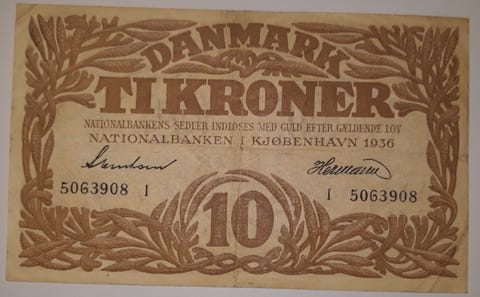 DANMARK
TI KRONER
NATIONALBANKENS SEDLER INDLØSES MED GULD EFTER GÆLDENDE LOV
NATIONALBANKEN I KJØBENHAVN 1936
5063908 I I 5063908
10